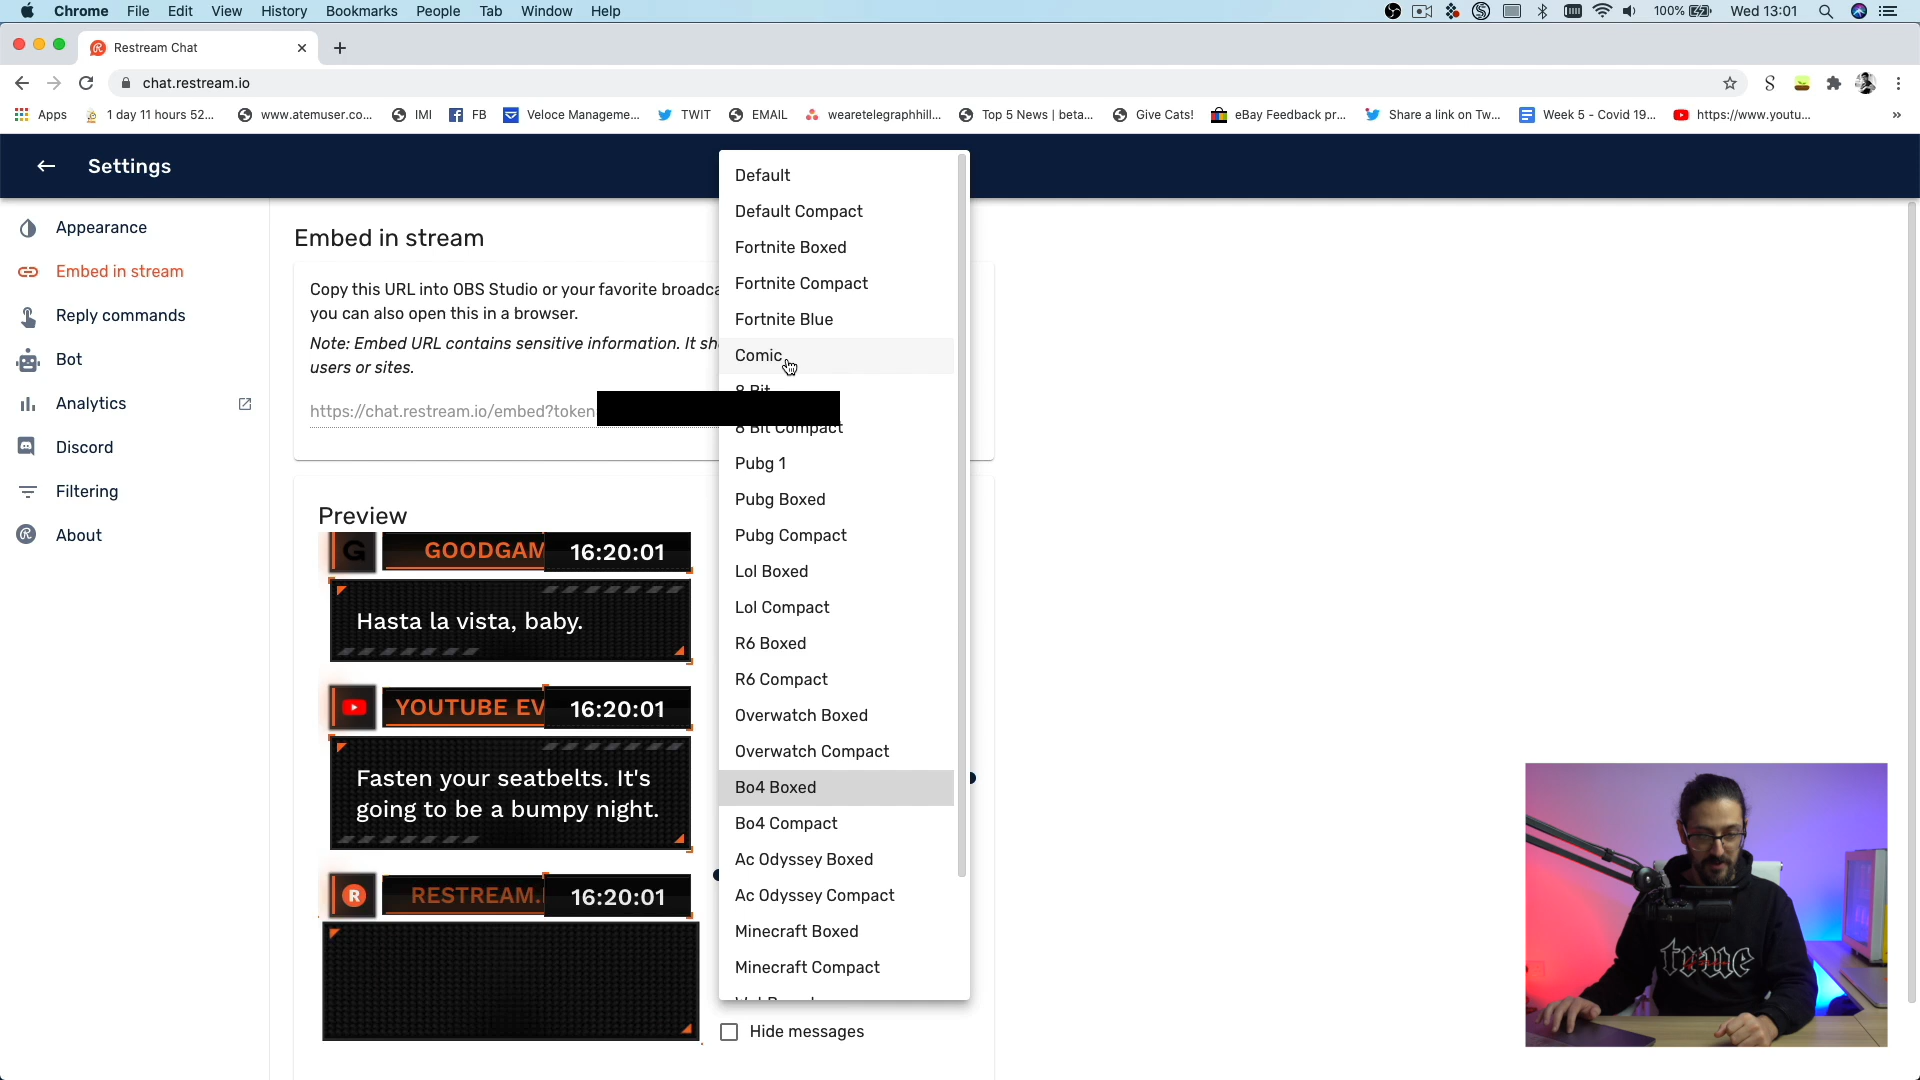 Chrome File Edit View History Bookmarks People Tab Window Help
100% Wed 13:01
Restream Chat
chat.restream.io
Apps 1 day 11 hours 52... www.atemuser.co... IMI FB Veloce Manageme... TWIT EMAIL wearetelegraphhill... Top 5 News | beta... Give Cats! eBay Feedback pr... Share a link on Tw... Week 5 - Covid 19... https://www.youtu... »
Settings
Appearance
Embed in stream
Reply commands
Bot
Analytics
Discord
Filtering
About
Embed in stream
Copy this URL into OBS Studio or your favorite broadca
you can also open this in a browser.
Note: Embed URL contains sensitive information. It sh
users or sites.
https://chat.restream.io/embed?token
Preview
G GOODGAM 16:20:01
Hasta la vista, baby.
YOUTUBE EV 16:20:01
Fasten your seatbelts. It's
going to be a bumpy night.
R RESTREAM. 16:20:01
Default
Default Compact
Fortnite Boxed
Fortnite Compact
Fortnite Blue
Comic
8 Bit
8 Bit Compact
Pubg 1
Pubg Boxed
Pubg Compact
Lol Boxed
Lol Compact
R6 Boxed
R6 Compact
Overwatch Boxed
Overwatch Compact
Bo4 Boxed
Bo4 Compact
Ac Odyssey Boxed
Ac Odyssey Compact
Minecraft Boxed
Minecraft Compact
Hide messages
true